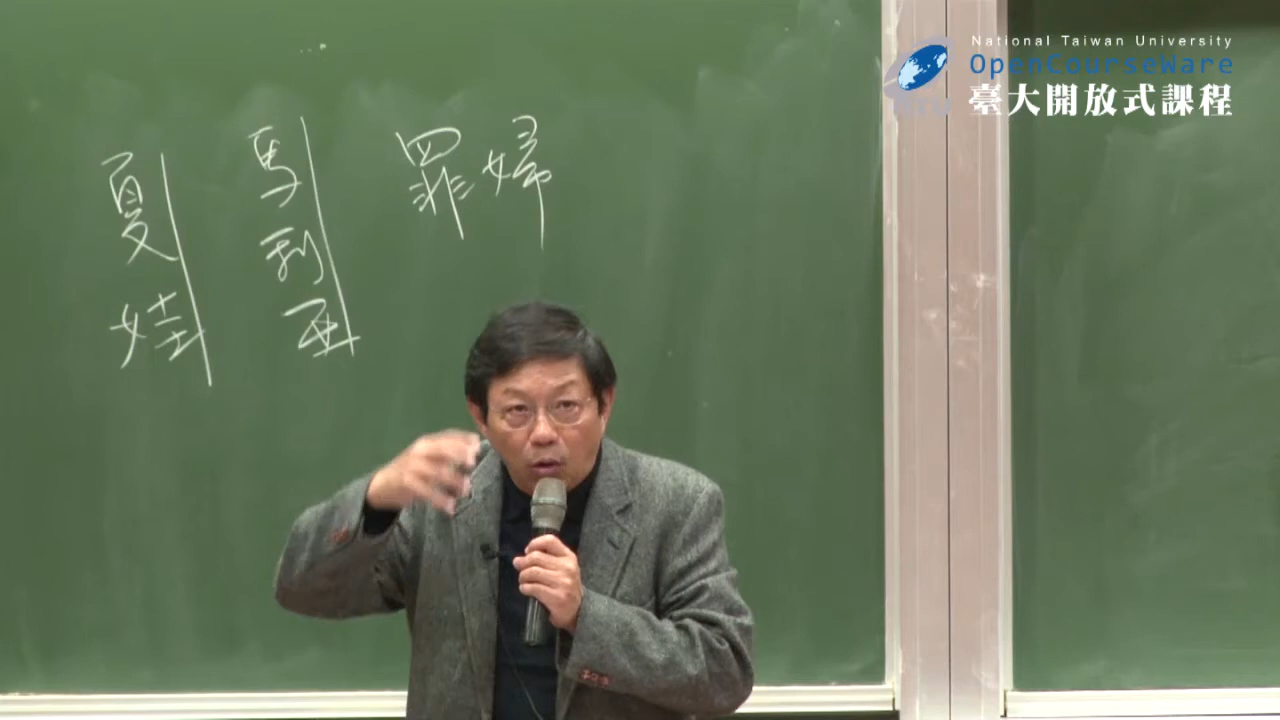 National Taiwan University
OpenCourseWare
臺大開放式課程
夏娃
馬利亞
罪婦